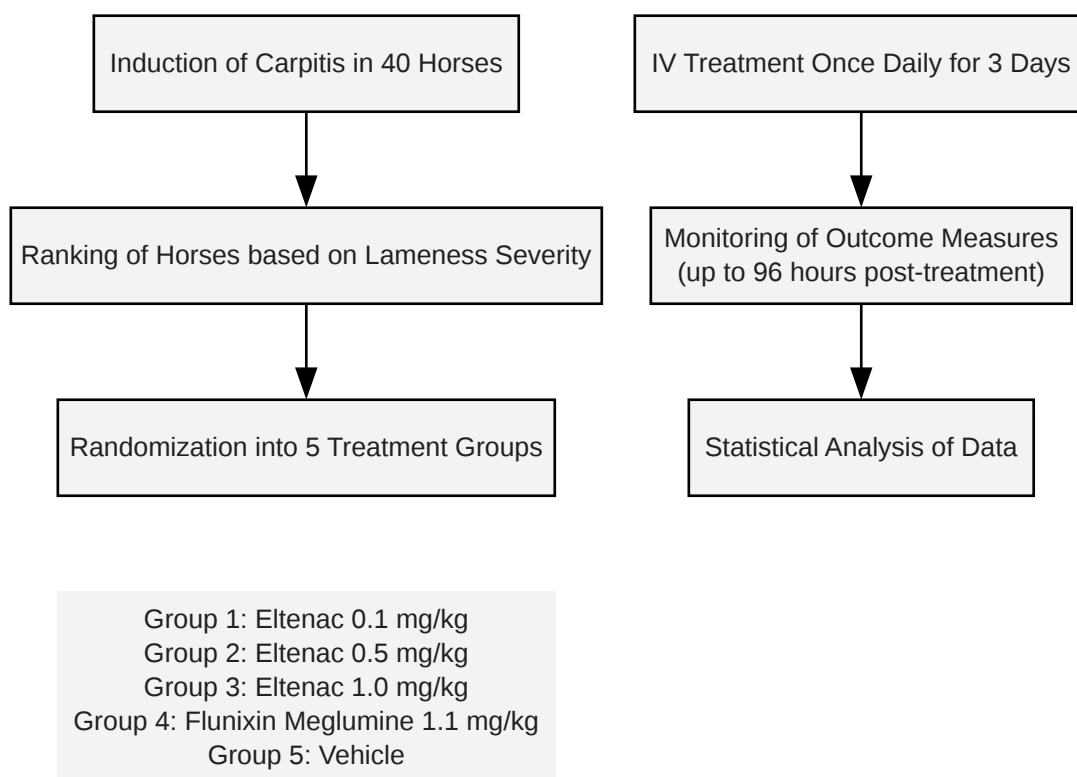 Induction of Carpitis in 40 Horses
Ranking of Horses based on Lameness Severity
Randomization into 5 Treatment Groups
Group 1: Eltenac 0.1 mg/kg
Group 2: Eltenac 0.5 mg/kg
Group 3: Eltenac 1.0 mg/kg
Group 4: Flunixin Meglumine 1.1 mg/kg
Group 5: Vehicle
IV Treatment Once Daily for 3 Days
Monitoring of Outcome Measures
(up to 96 hours post-treatment)
Statistical Analysis of Data